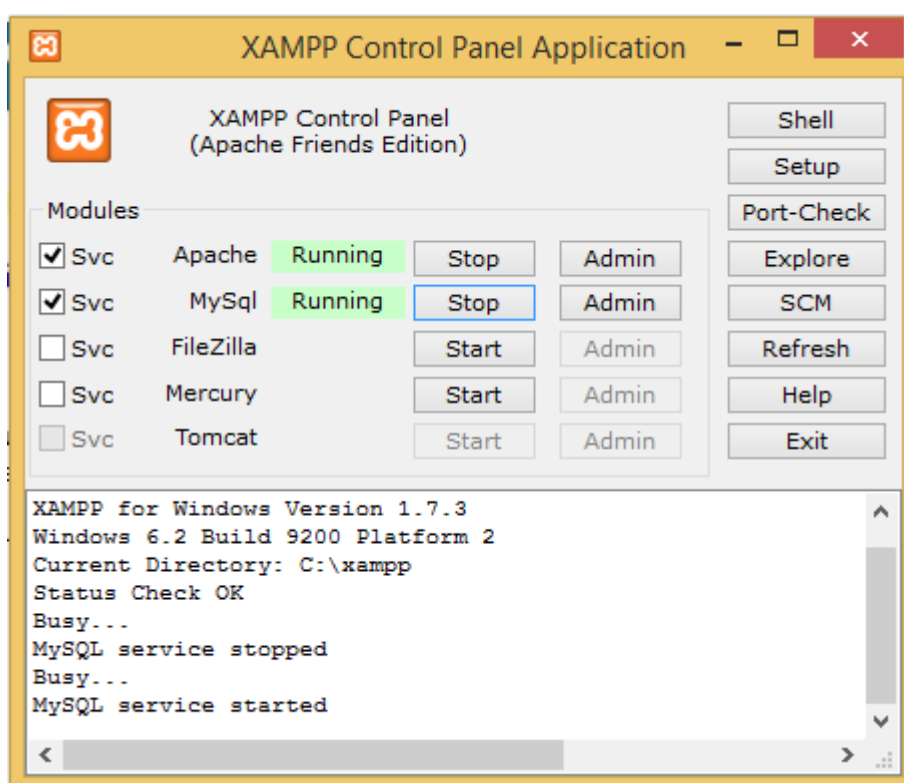 XAMPP Control Panel Application
XAMPP Control Panel
(Apache Friends Edition)
Shell
Setup
Port-Check
Explore
SCM
Refresh
Help
Exit
Modules
Svc Apache Running Stop Admin
Svc MySql Running Stop Admin
Svc FileZilla Start Admin
Svc Mercury Start Admin
Svc Tomcat Start Admin
XAMPP for Windows Version 1.7.3
Windows 6.2 Build 9200 Platform 2
Current Directory: C:\xampp
Status Check OK
Busy...
MySQL service stopped
Busy...
MySQL service started